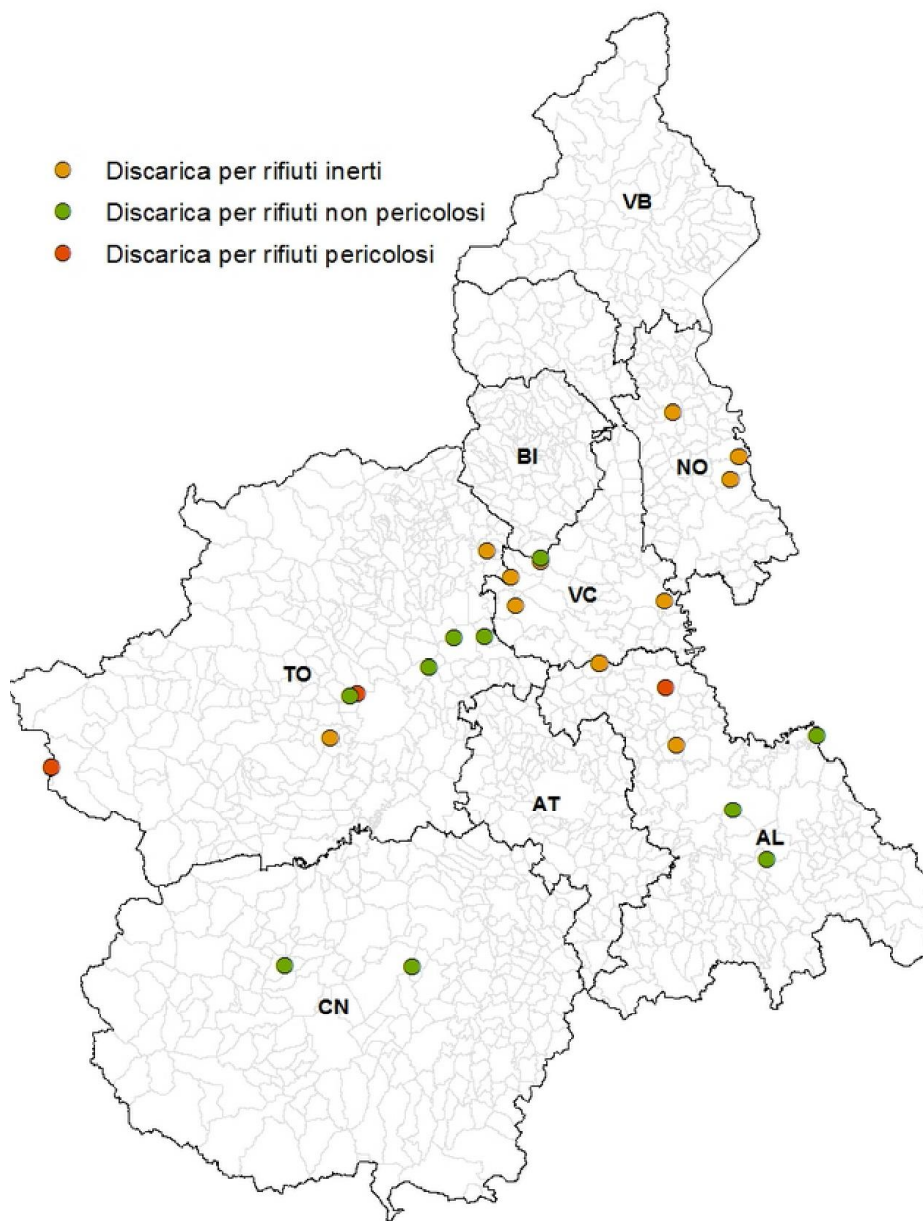 Discarica per rifiuti inerti
Discarica per rifiuti non pericolosi
Discarica per rifiuti pericolosi
VB
BI
NO
VC
TO
AT
AL
CN